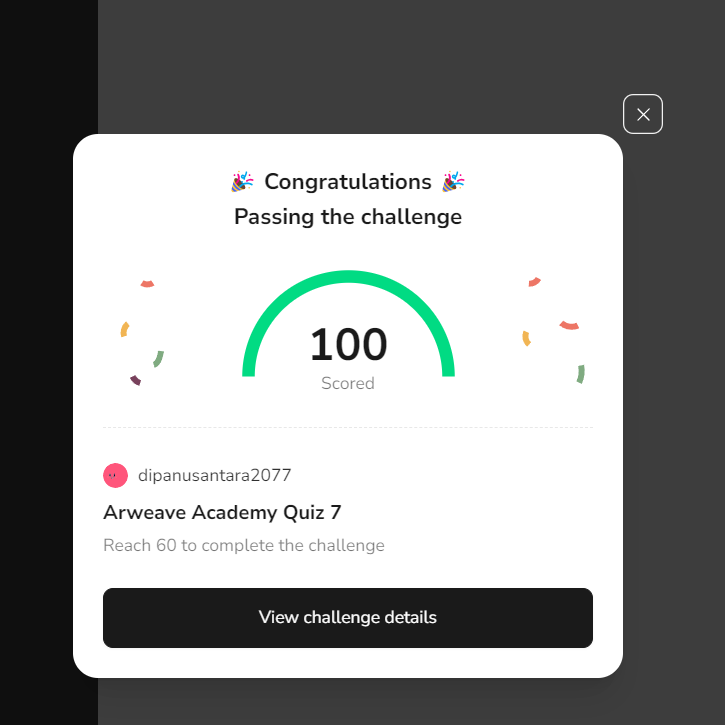 🎉 Congratulations 🎉
Passing the challenge
100
Scored
dipanusantara2077
Arweave Academy Quiz 7
Reach 60 to complete the challenge
View challenge details